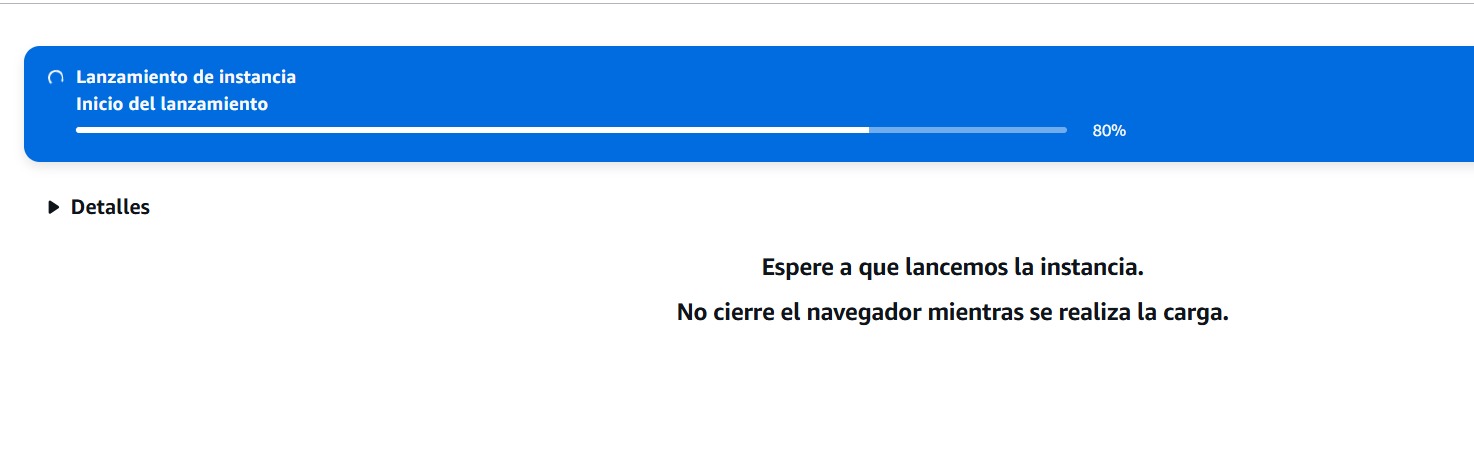 Lanzamiento de instancia
Inicio del lanzamiento
80%
Detalles
Espere a que lancemos la instancia.
No cierre el navegador mientras se realiza la carga.